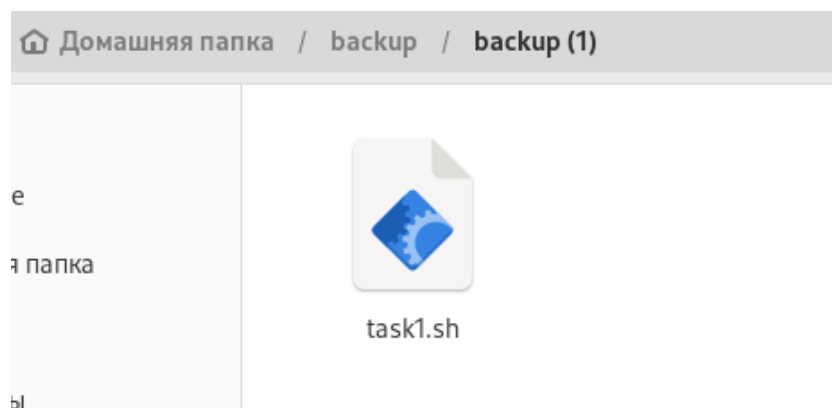 Домашняя папка / backup / backup (1)
е
я папка
task1.sh
ы